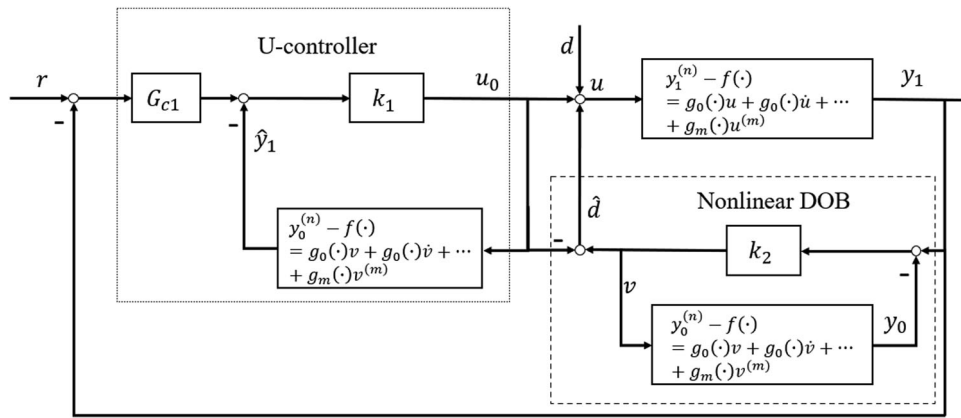 U-controller
d
r
G_{c1}
k_1
u_0
u
y_1^{(n)} − f(·)
= g_0(·)u + g_0(·)u̇ + ⋯
+ g_m(·)u^{(m)}
y_1
-
-
ŷ_1
y_0^{(n)} − f(·)
= g_0(·)v + g_0(·)v̇ + ⋯
+ g_m(·)v^{(m)}
d̂
Nonlinear DOB
-
k_2
-
v
y_0^{(n)} − f(·)
= g_0(·)v + g_0(·)v̇ + ⋯
+ g_m(·)v^{(m)}
y_0